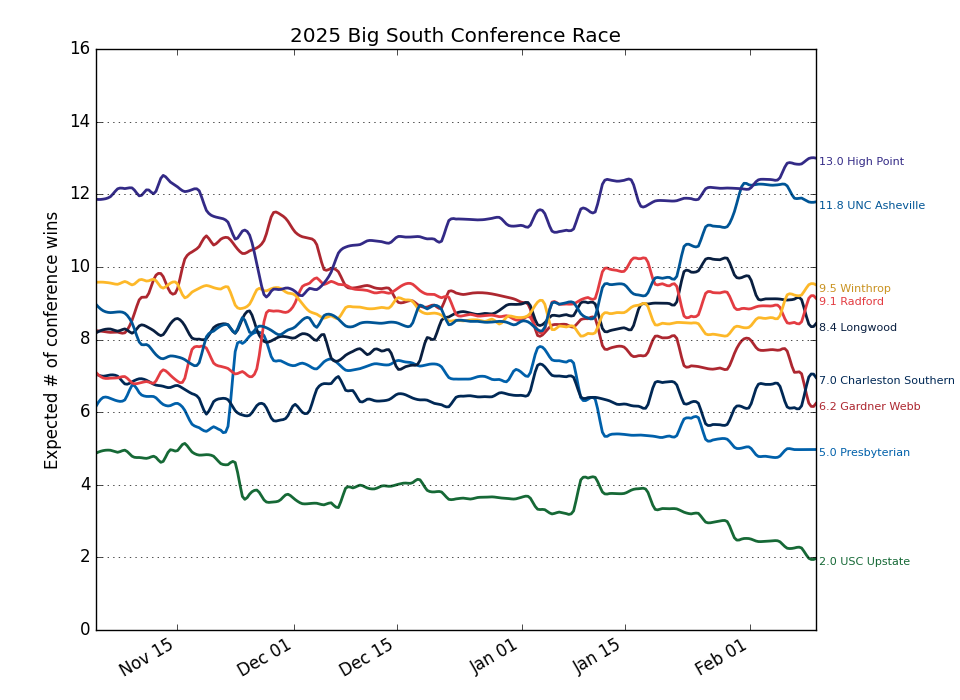 2025 Big South Conference Race
Expected # of conference wins
16
14
12
10
8
6
4
2
0
13.0 High Point
11.8 UNC Asheville
9.5 Winthrop
9.1 Radford
8.4 Longwood
7.0 Charleston Southern
6.2 Gardner Webb
5.0 Presbyterian
2.0 USC Upstate
Nov 15
Dec 01
Dec 15
Jan 01
Jan 15
Feb 01